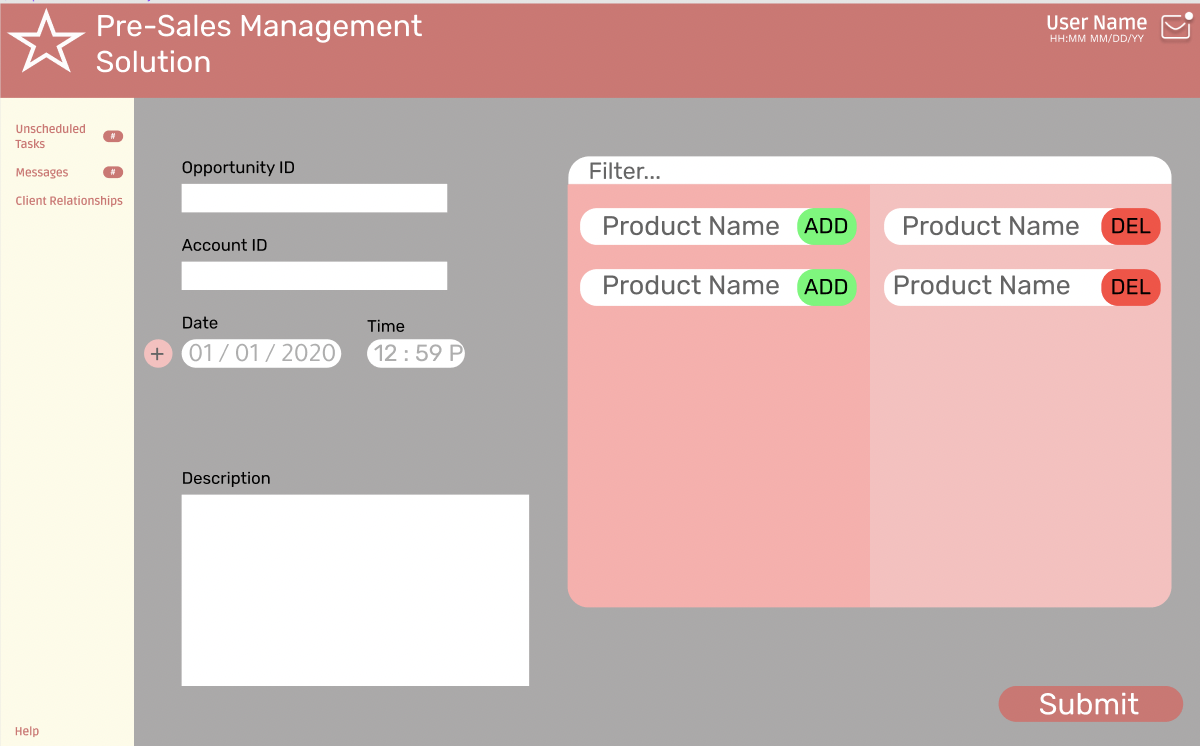 Pre-Sales Management
Solution
User Name
HH:MM MM/DD/YY
Unscheduled
Tasks
#
Messages
#
Client Relationships
Help
Opportunity ID
Account ID
Date
Time
+
01 / 01 / 2020
12 : 59 P
Description
Filter...
Product Name ADD
Product Name DEL
Product Name ADD
Product Name DEL
Submit